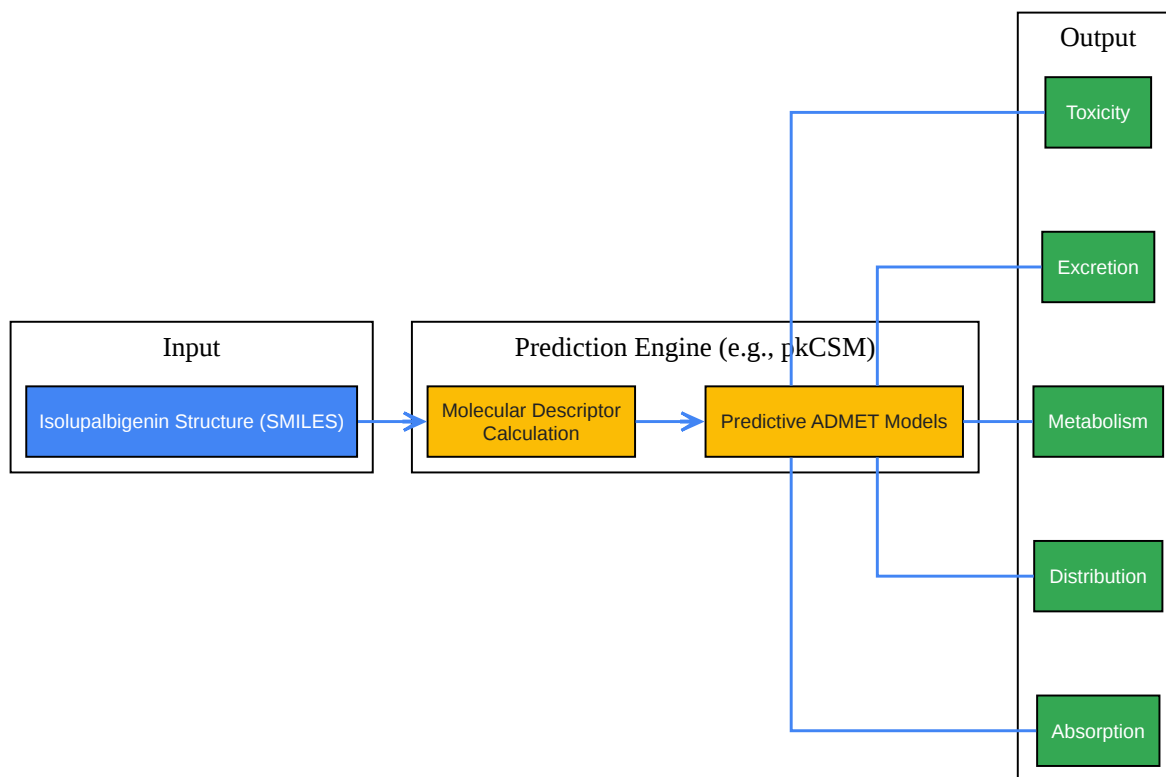 Output
Toxicity
Excretion
Input
Prediction Engine (e.g., pkCSM)
Isolupalbigenin Structure (SMILES)
Molecular Descriptor
Calculation
Predictive ADMET Models
Metabolism
Distribution
Absorption